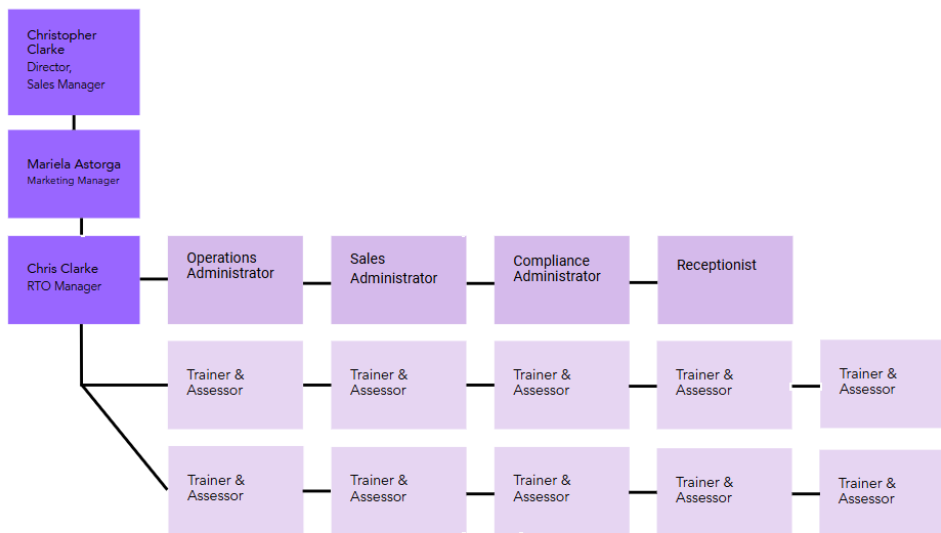 Christopher
Clarke
Director,
Sales Manager
Mariela Astorga
Marketing Manager
Chris Clarke
RTO Manager
Operations
Administrator
Sales
Administrator
Compliance
Administrator
Receptionist
Trainer &
Assessor
Trainer &
Assessor
Trainer &
Assessor
Trainer &
Assessor
Trainer &
Assessor
Trainer &
Assessor
Trainer &
Assessor
Trainer &
Assessor
Trainer &
Assessor
Trainer &
Assessor